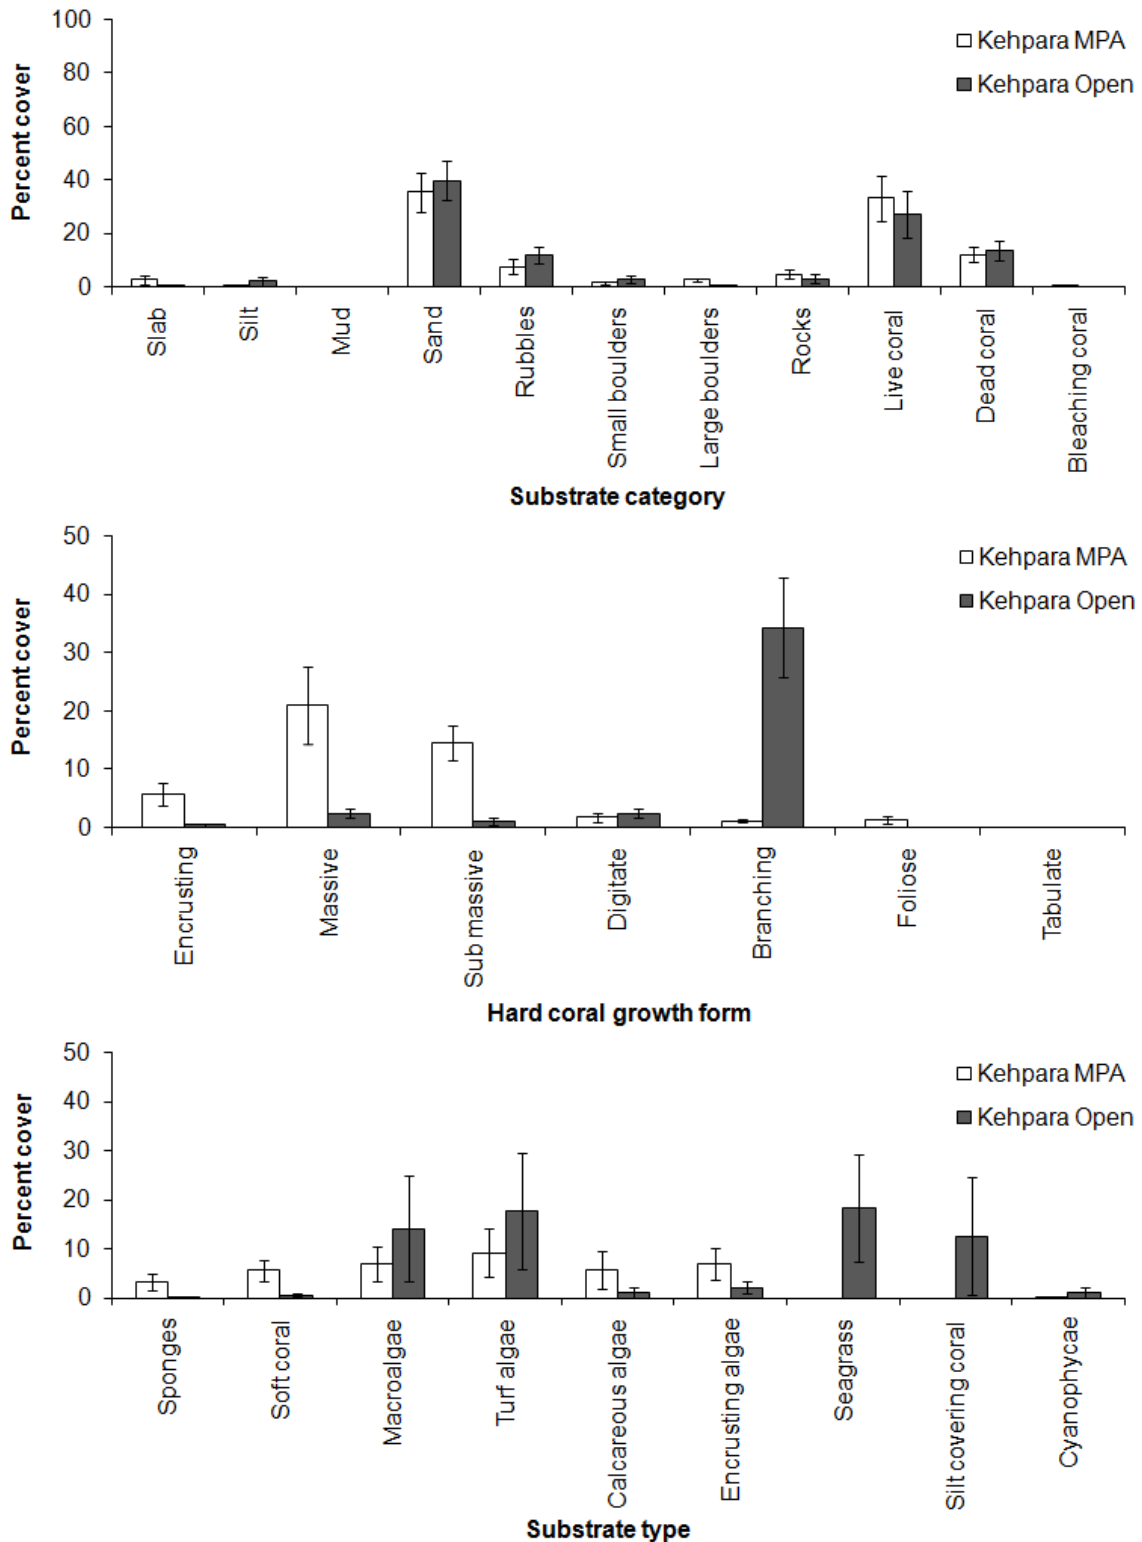 Percent cover
100
80
60
40
20
0
Kehpara MPA
Kehpara Open
Slab
Silt
Mud
Sand
Rubbles
Small boulders
Large boulders
Rocks
Live coral
Dead coral
Bleaching coral
Substrate category
Percent cover
50
40
30
20
10
0
Kehpara MPA
Kehpara Open
Encrusting
Massive
Sub massive
Digitate
Branching
Foliose
Tabulate
Hard coral growth form
Percent cover
50
40
30
20
10
0
Kehpara MPA
Kehpara Open
Sponges
Soft coral
Macroalgae
Turf algae
Calcareous algae
Encrusting algae
Seagrass
Silt covering coral
Cyanophycae
Substrate type